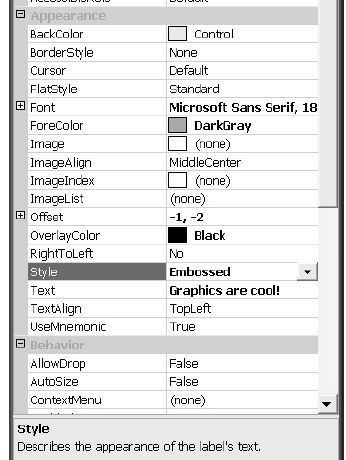 Appearance
BackColor Control
BorderStyle None
Cursor Default
FlatStyle Standard
Font Microsoft Sans Serif, 18
ForeColor DarkGray
Image (none)
ImageAlign MiddleCenter
ImageIndex (none)
ImageList (none)
Offset -1, -2
OverlayColor Black
RightToLeft No
Style Embossed
Text Graphics are cool!
TextAlign TopLeft
UseMnemonic True
Behavior
AllowDrop False
AutoSize False
ContextMenu (none)
Style
Describes the appearance of the label's text.